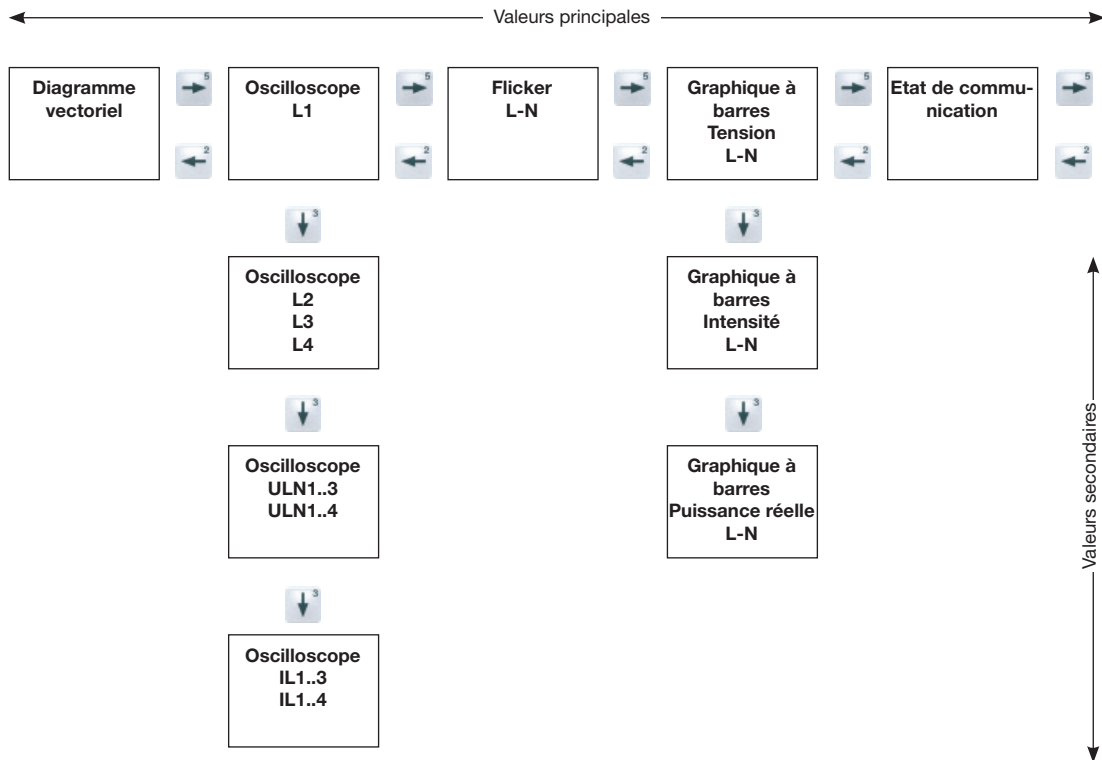 Valeurs principales
Diagramme
vectoriel
5
2
Oscilloscope
L1
5
2
Flicker
L-N
5
2
Graphique à
barres
Tension
L-N
5
2
Etat de commu-
nication
5
2
3
3
Oscilloscope
L2
L3
L4
Graphique à
barres
Intensité
L-N
3
3
Oscilloscope
ULN1..3
ULN1..4
Graphique à
barres
Puissance réelle
L-N
3
Oscilloscope
IL1..3
IL1..4
Valeurs secondaires